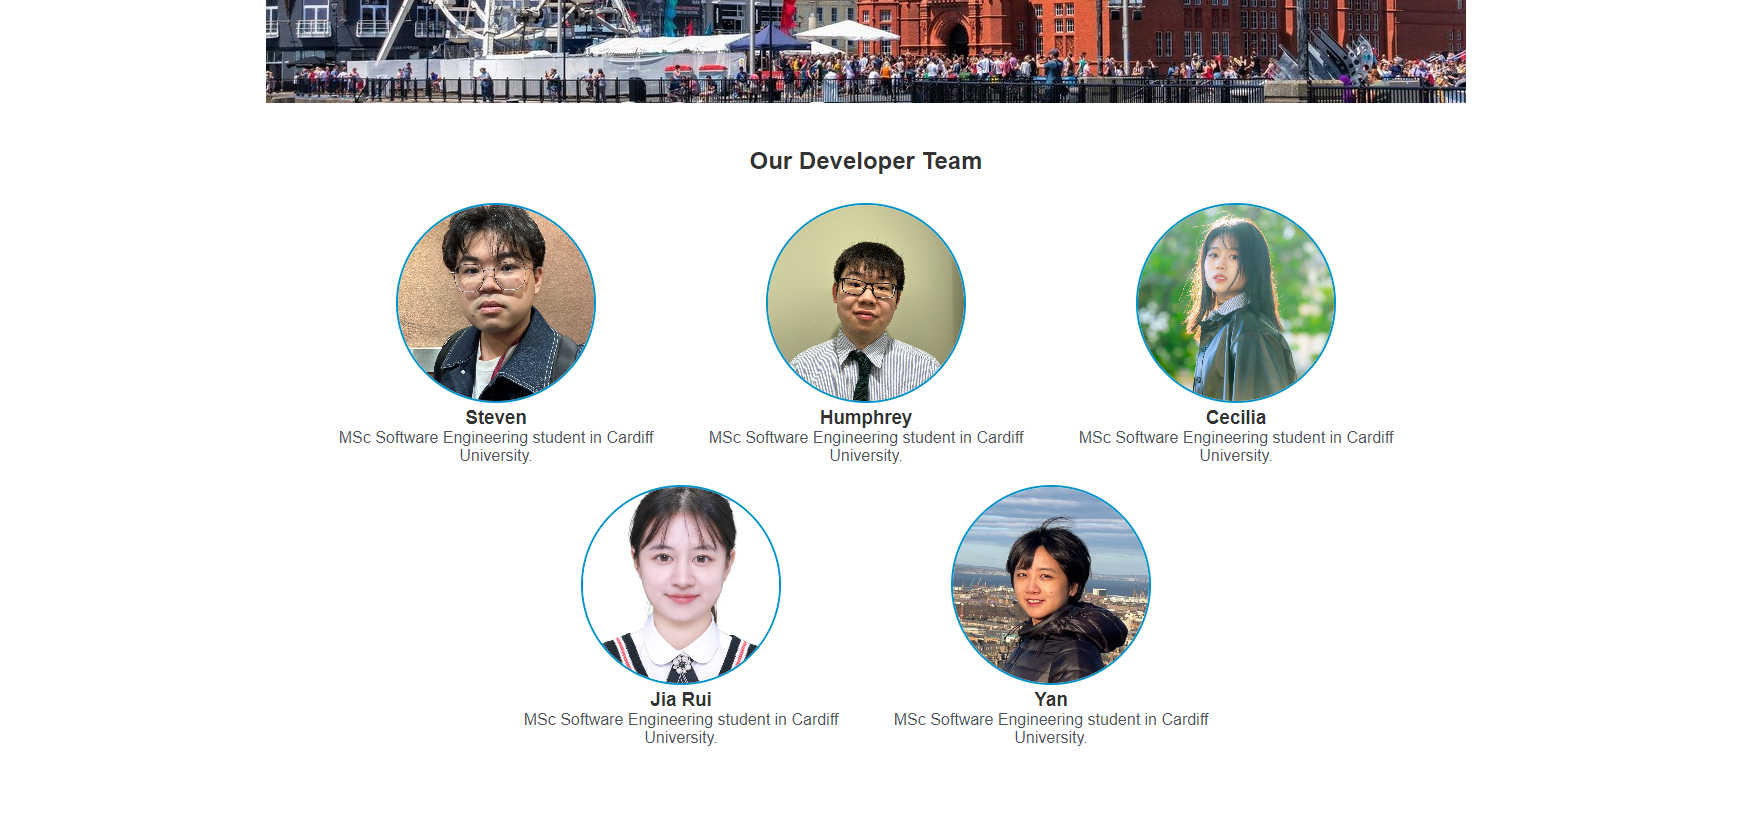 Our Developer Team
Steven
MSc Software Engineering student in Cardiff
University.
Humphrey
MSc Software Engineering student in Cardiff
University.
Cecilia
MSc Software Engineering student in Cardiff
University.
Jia Rui
MSc Software Engineering student in Cardiff
University.
Yan
MSc Software Engineering student in Cardiff
University.